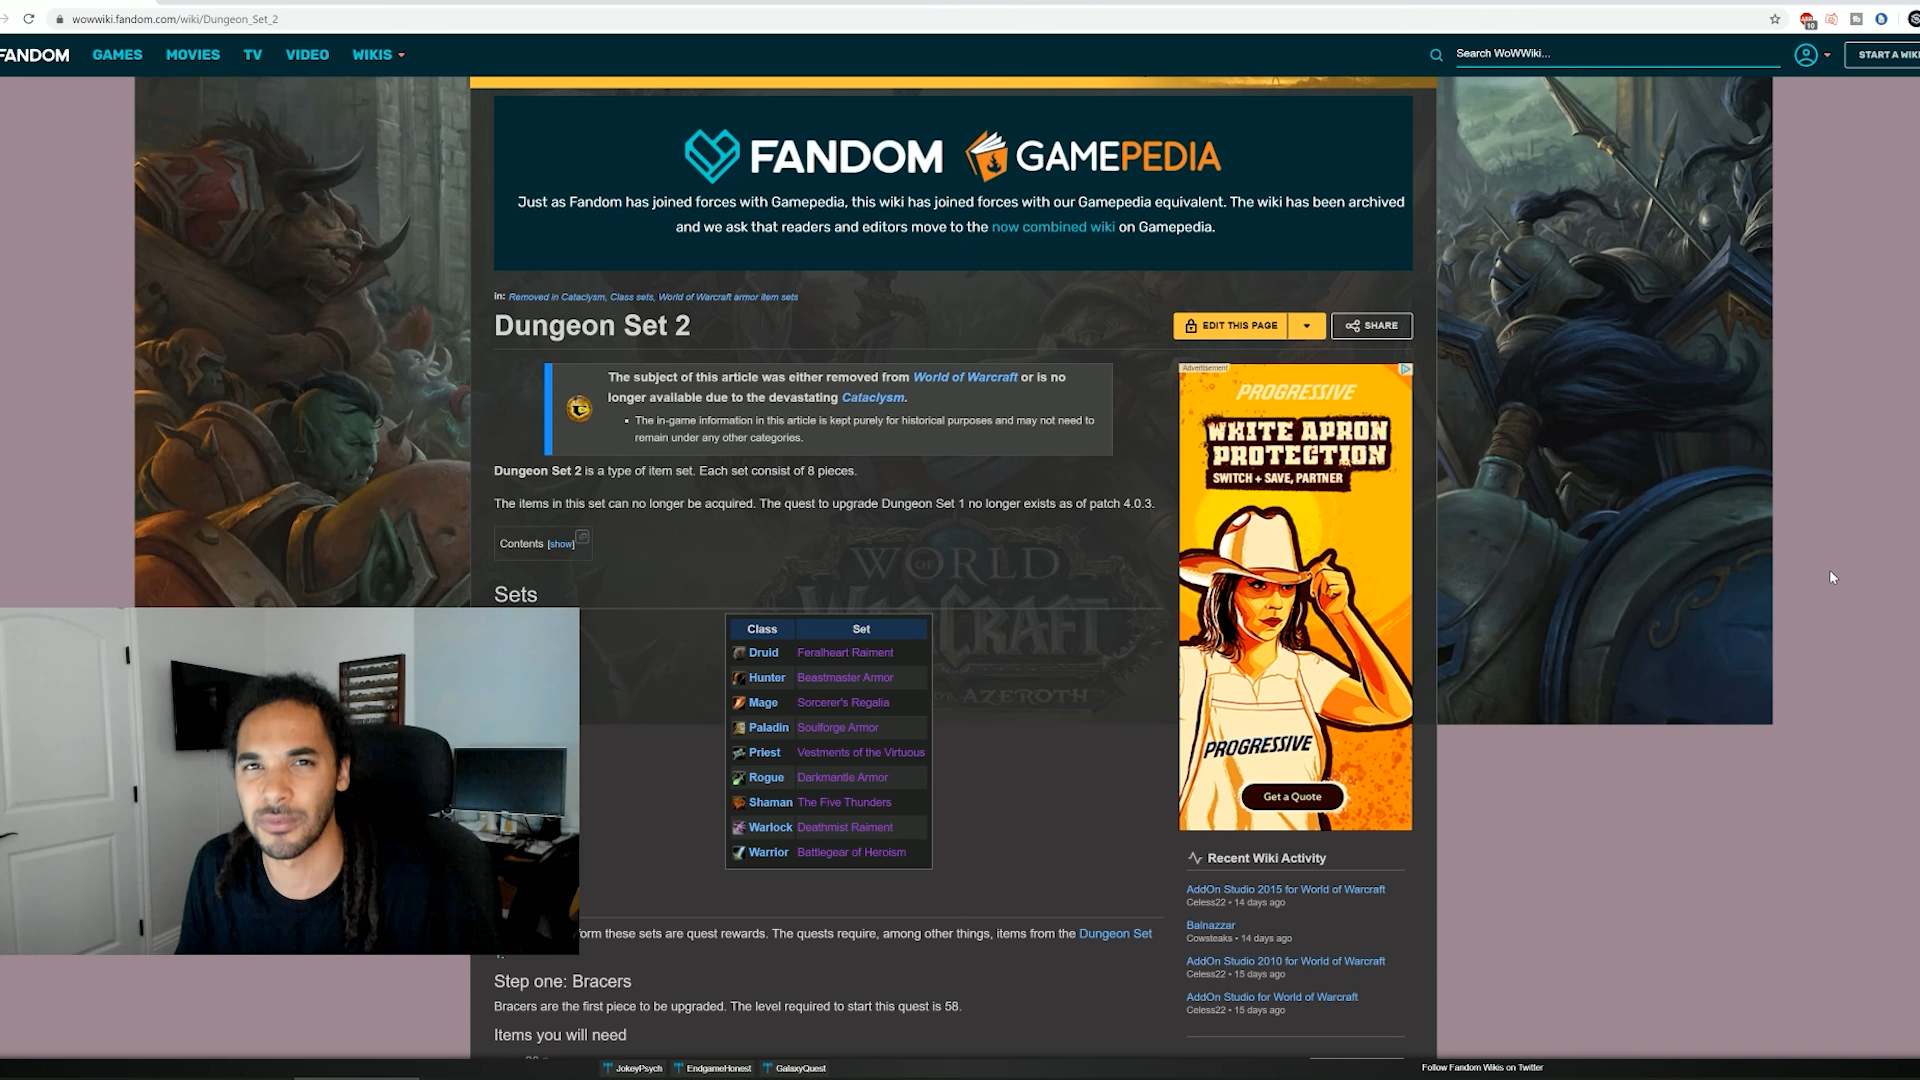 wowwiki.fandom.com/wiki/Dungeon_Set_2
10
FANDOM
GAMES
MOVIES
TV
VIDEO
WIKIS
Search WoWWiki...
START A WIKI
FANDOM GAMEPEDIA
Just as Fandom has joined forces with Gamepedia, this wiki has joined forces with our Gamepedia equivalent. The wiki has been archived
and we ask that readers and editors move to the now combined wiki on Gamepedia.
in: Removed in Cataclysm, Class sets, World of Warcraft armor item sets
Dungeon Set 2
EDIT THIS PAGE
SHARE
The subject of this article was either removed from World of Warcraft or is no
longer available due to the devastating Cataclysm.
The in-game information in this article is kept purely for historical purposes and may not need to
remain under any other categories.
Dungeon Set 2 is a type of item set. Each set consist of 8 pieces.
The items in this set can no longer be acquired. The quest to upgrade Dungeon Set 1 no longer exists as of patch 4.0.3.
Contents [show]
WORLD
OF
WARCRAFT
FOR AZEROTH
Sets
Class Set
Druid Feralheart Raiment
Hunter Beastmaster Armor
Mage Sorcerer's Regalia
Paladin Soulforge Armor
Priest Vestments of the Virtuous
Rogue Darkmantle Armor
Shaman The Five Thunders
Warlock Deathmist Raiment
Warrior Battlegear of Heroism
form these sets are quest rewards. The quests require, among other things, items from the Dungeon Set
Step one: Bracers
Bracers are the first piece to be upgraded. The level required to start this quest is 58.
Items you will need
Advertisement
PROGRESSIVE
WHITE APRON
PROTECTION
SWITCH + SAVE, PARTNER
PROGRESSIVE
Get a Quote
Recent Wiki Activity
AddOn Studio 2015 for World of Warcraft
Celess22 • 14 days ago
Balnazzar
Cowsteaks • 14 days ago
AddOn Studio 2010 for World of Warcraft
Celess22 • 15 days ago
AddOn Studio for World of Warcraft
Celess22 • 15 days ago
JokeyPsych
EndgameHonest
GalaxyQuest
Follow Fandom Wikis on Twitter